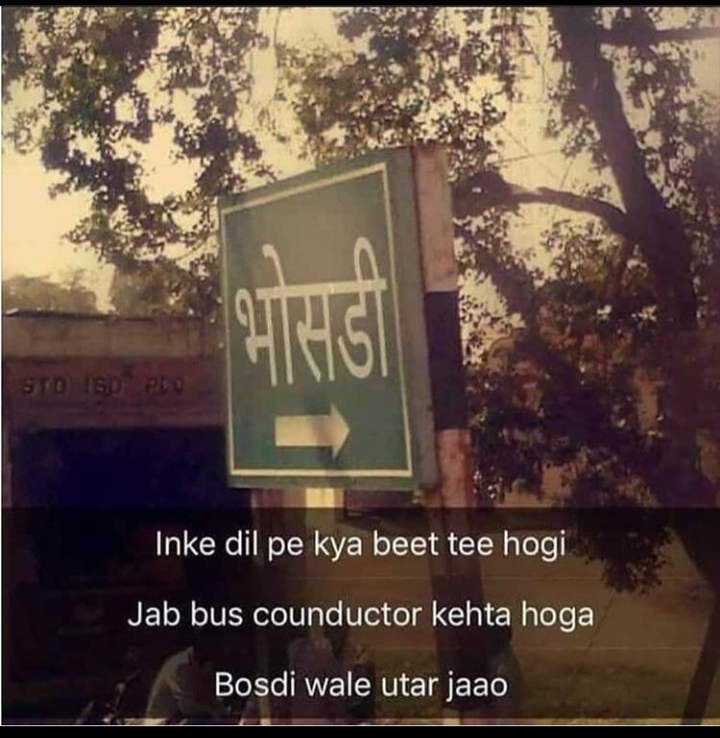 भोसडी
STD ISD PCO
Inke dil pe kya beet tee hogi
Jab bus counductor kehta hoga
Bosdi wale utar jaao